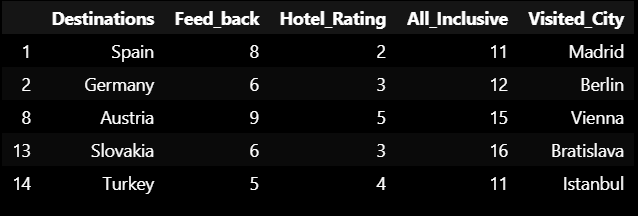 Destinations Feed_back Hotel_Rating All_Inclusive Visited_City
1 Spain 8 2 11 Madrid
2 Germany 6 3 12 Berlin
8 Austria 9 5 15 Vienna
13 Slovakia 6 3 16 Bratislava
14 Turkey 5 4 11 Istanbul